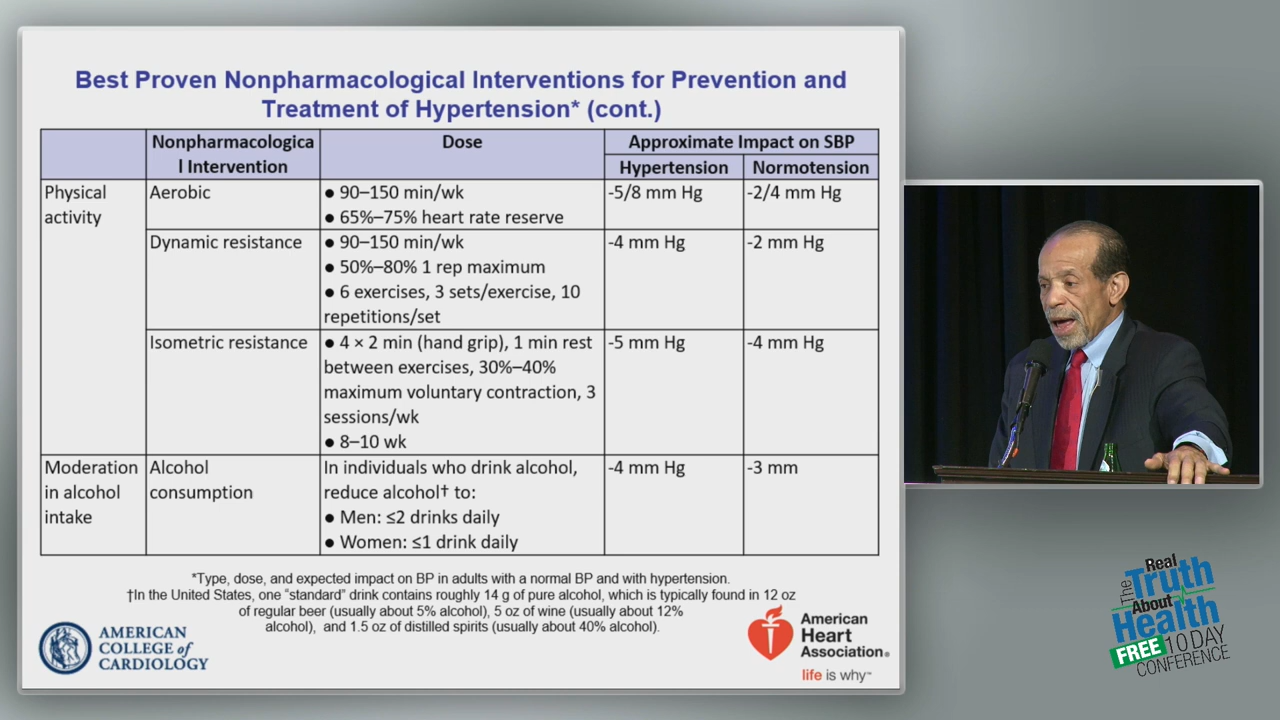 Best Proven Nonpharmacological Interventions for Prevention and
Treatment of Hypertension* (cont.)
Nonpharmacologica
l Intervention
Dose
Approximate Impact on SBP
Hypertension
Normotension
Physical
activity
Aerobic
● 90–150 min/wk
● 65%–75% heart rate reserve
-5/8 mm Hg
-2/4 mm Hg
Dynamic resistance
● 90–150 min/wk
● 50%–80% 1 rep maximum
● 6 exercises, 3 sets/exercise, 10
repetitions/set
-4 mm Hg
-2 mm Hg
Isometric resistance
● 4 × 2 min (hand grip), 1 min rest
between exercises, 30%–40%
maximum voluntary contraction, 3
sessions/wk
● 8–10 wk
-5 mm Hg
-4 mm Hg
Moderation
in alcohol
intake
Alcohol
consumption
In individuals who drink alcohol,
reduce alcohol† to:
● Men: ≤2 drinks daily
● Women: ≤1 drink daily
-4 mm Hg
-3 mm
*Type, dose, and expected impact on BP in adults with a normal BP and with hypertension.
†In the United States, one “standard” drink contains roughly 14 g of pure alcohol, which is typically found in 12 oz
of regular beer (usually about 5% alcohol), 5 oz of wine (usually about 12%
alcohol), and 1.5 oz of distilled spirits (usually about 40% alcohol).
AMERICAN
COLLEGE of
CARDIOLOGY
American
Heart
Association®
life is why™
The Real
Truth
About
Health
FREE 10 DAY
CONFERENCE